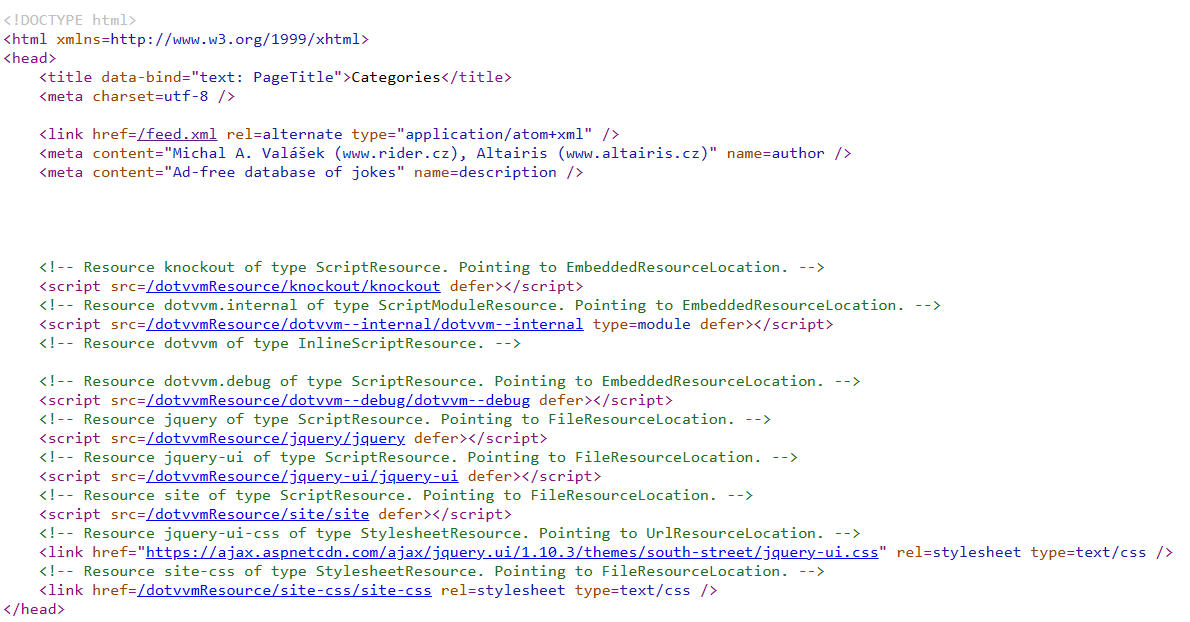 <!DOCTYPE html>
<html xmlns=http://www.w3.org/1999/xhtml>
<head>
    <title data-bind="text: PageTitle">Categories</title>
    <meta charset=utf-8 />
    <link href=/feed.xml rel=alternate type="application/atom+xml" />
    <meta content="Michal A. Valášek (www.rider.cz), Altairis (www.altairis.cz)" name=author />
    <meta content="Ad-free database of jokes" name=description />
    <!-- Resource knockout of type ScriptResource. Pointing to EmbeddedResourceLocation. -->
    <script src=/dotvvmResource/knockout/knockout defer></script>
    <!-- Resource dotvvm.internal of type ScriptModuleResource. Pointing to EmbeddedResourceLocation. -->
    <script src=/dotvvmResource/dotvvm--internal/dotvvm--internal type=module defer></script>
    <!-- Resource dotvvm of type InlineScriptResource. -->
    <!-- Resource dotvvm.debug of type ScriptResource. Pointing to EmbeddedResourceLocation. -->
    <script src=/dotvvmResource/dotvvm--debug/dotvvm--debug defer></script>
    <!-- Resource jquery of type ScriptResource. Pointing to FileResourceLocation. -->
    <script src=/dotvvmResource/jquery/jquery defer></script>
    <!-- Resource jquery-ui of type ScriptResource. Pointing to FileResourceLocation. -->
    <script src=/dotvvmResource/jquery-ui/jquery-ui defer></script>
    <!-- Resource site of type ScriptResource. Pointing to FileResourceLocation. -->
    <script src=/dotvvmResource/site/site defer></script>
    <!-- Resource jquery-ui-css of type StylesheetResource. Pointing to UrlResourceLocation. -->
    <link href="https://ajax.aspnetcdn.com/ajax/jquery.ui/1.10.3/themes/south-street/jquery-ui.css" rel=stylesheet type=text/css />
    <!-- Resource site-css of type StylesheetResource. Pointing to FileResourceLocation. -->
    <link href=/dotvvmResource/site-css/site-css rel=stylesheet type=text/css />
</head>